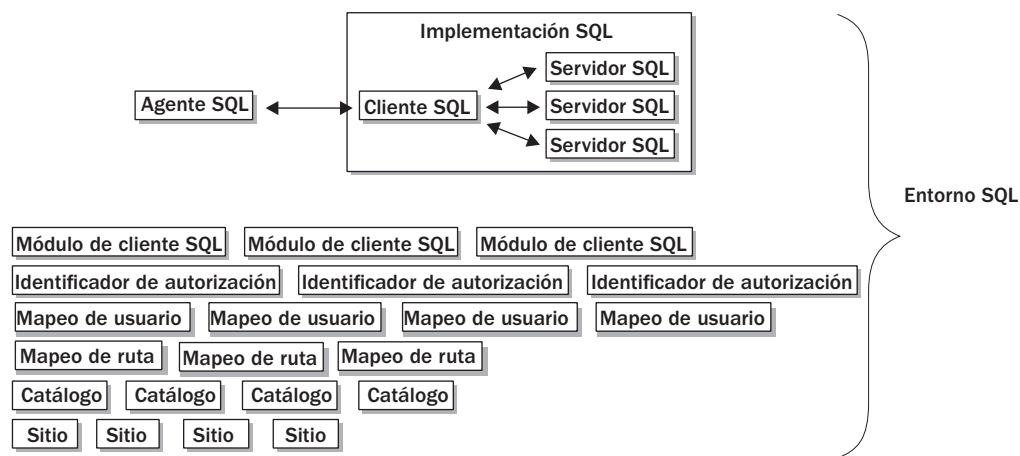 Implementación SQL
Servidor SQL
Agente SQL
Cliente SQL
Servidor SQL
Servidor SQL
Entorno SQL
Módulo de cliente SQL Módulo de cliente SQL Módulo de cliente SQL
Identificador de autorización Identificador de autorización Identificador de autorización
Mapeo de usuario Mapeo de usuario Mapeo de usuario Mapeo de usuario
Mapeo de ruta Mapeo de ruta Mapeo de ruta
Catálogo Catálogo Catálogo Catálogo
Sitio Sitio Sitio Sitio